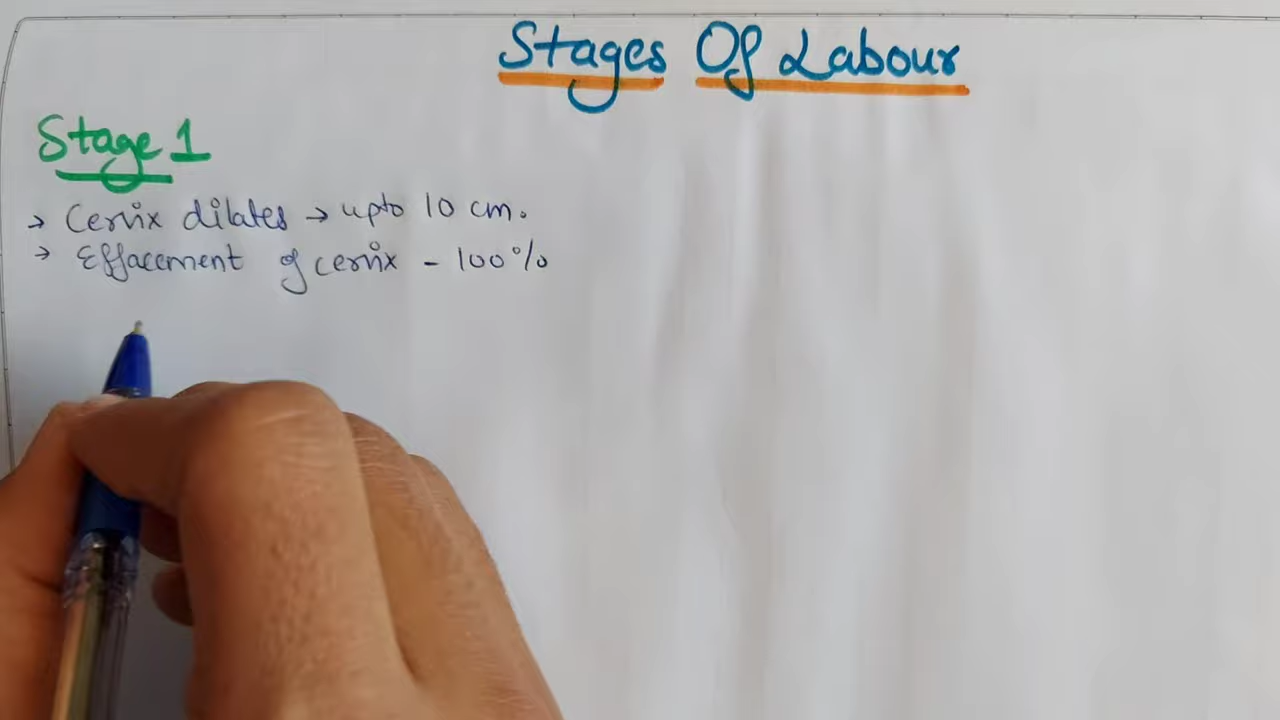 Stages Of Labour
Stage 1
→ Cervix dilates → upto 10 cm.
→ Effacement of cervix - 100%